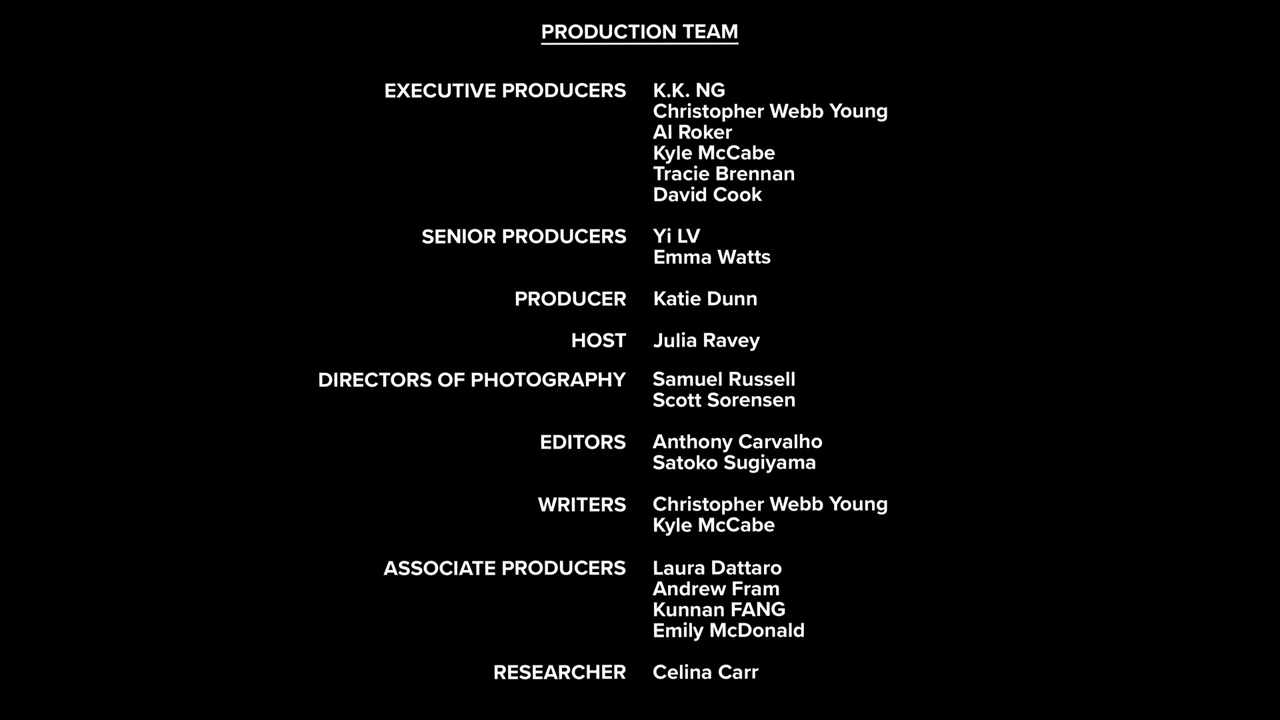 PRODUCTION TEAM
EXECUTIVE PRODUCERS K.K. NG
Christopher Webb Young
Al Roker
Kyle McCabe
Tracie Brennan
David Cook
SENIOR PRODUCERS Yi LV
Emma Watts
PRODUCER Katie Dunn
HOST Julia Ravey
DIRECTORS OF PHOTOGRAPHY Samuel Russell
Scott Sorensen
EDITORS Anthony Carvalho
Satoko Sugiyama
WRITERS Christopher Webb Young
Kyle McCabe
ASSOCIATE PRODUCERS Laura Dattaro
Andrew Fram
Kunnan FANG
Emily McDonald
RESEARCHER Celina Carr